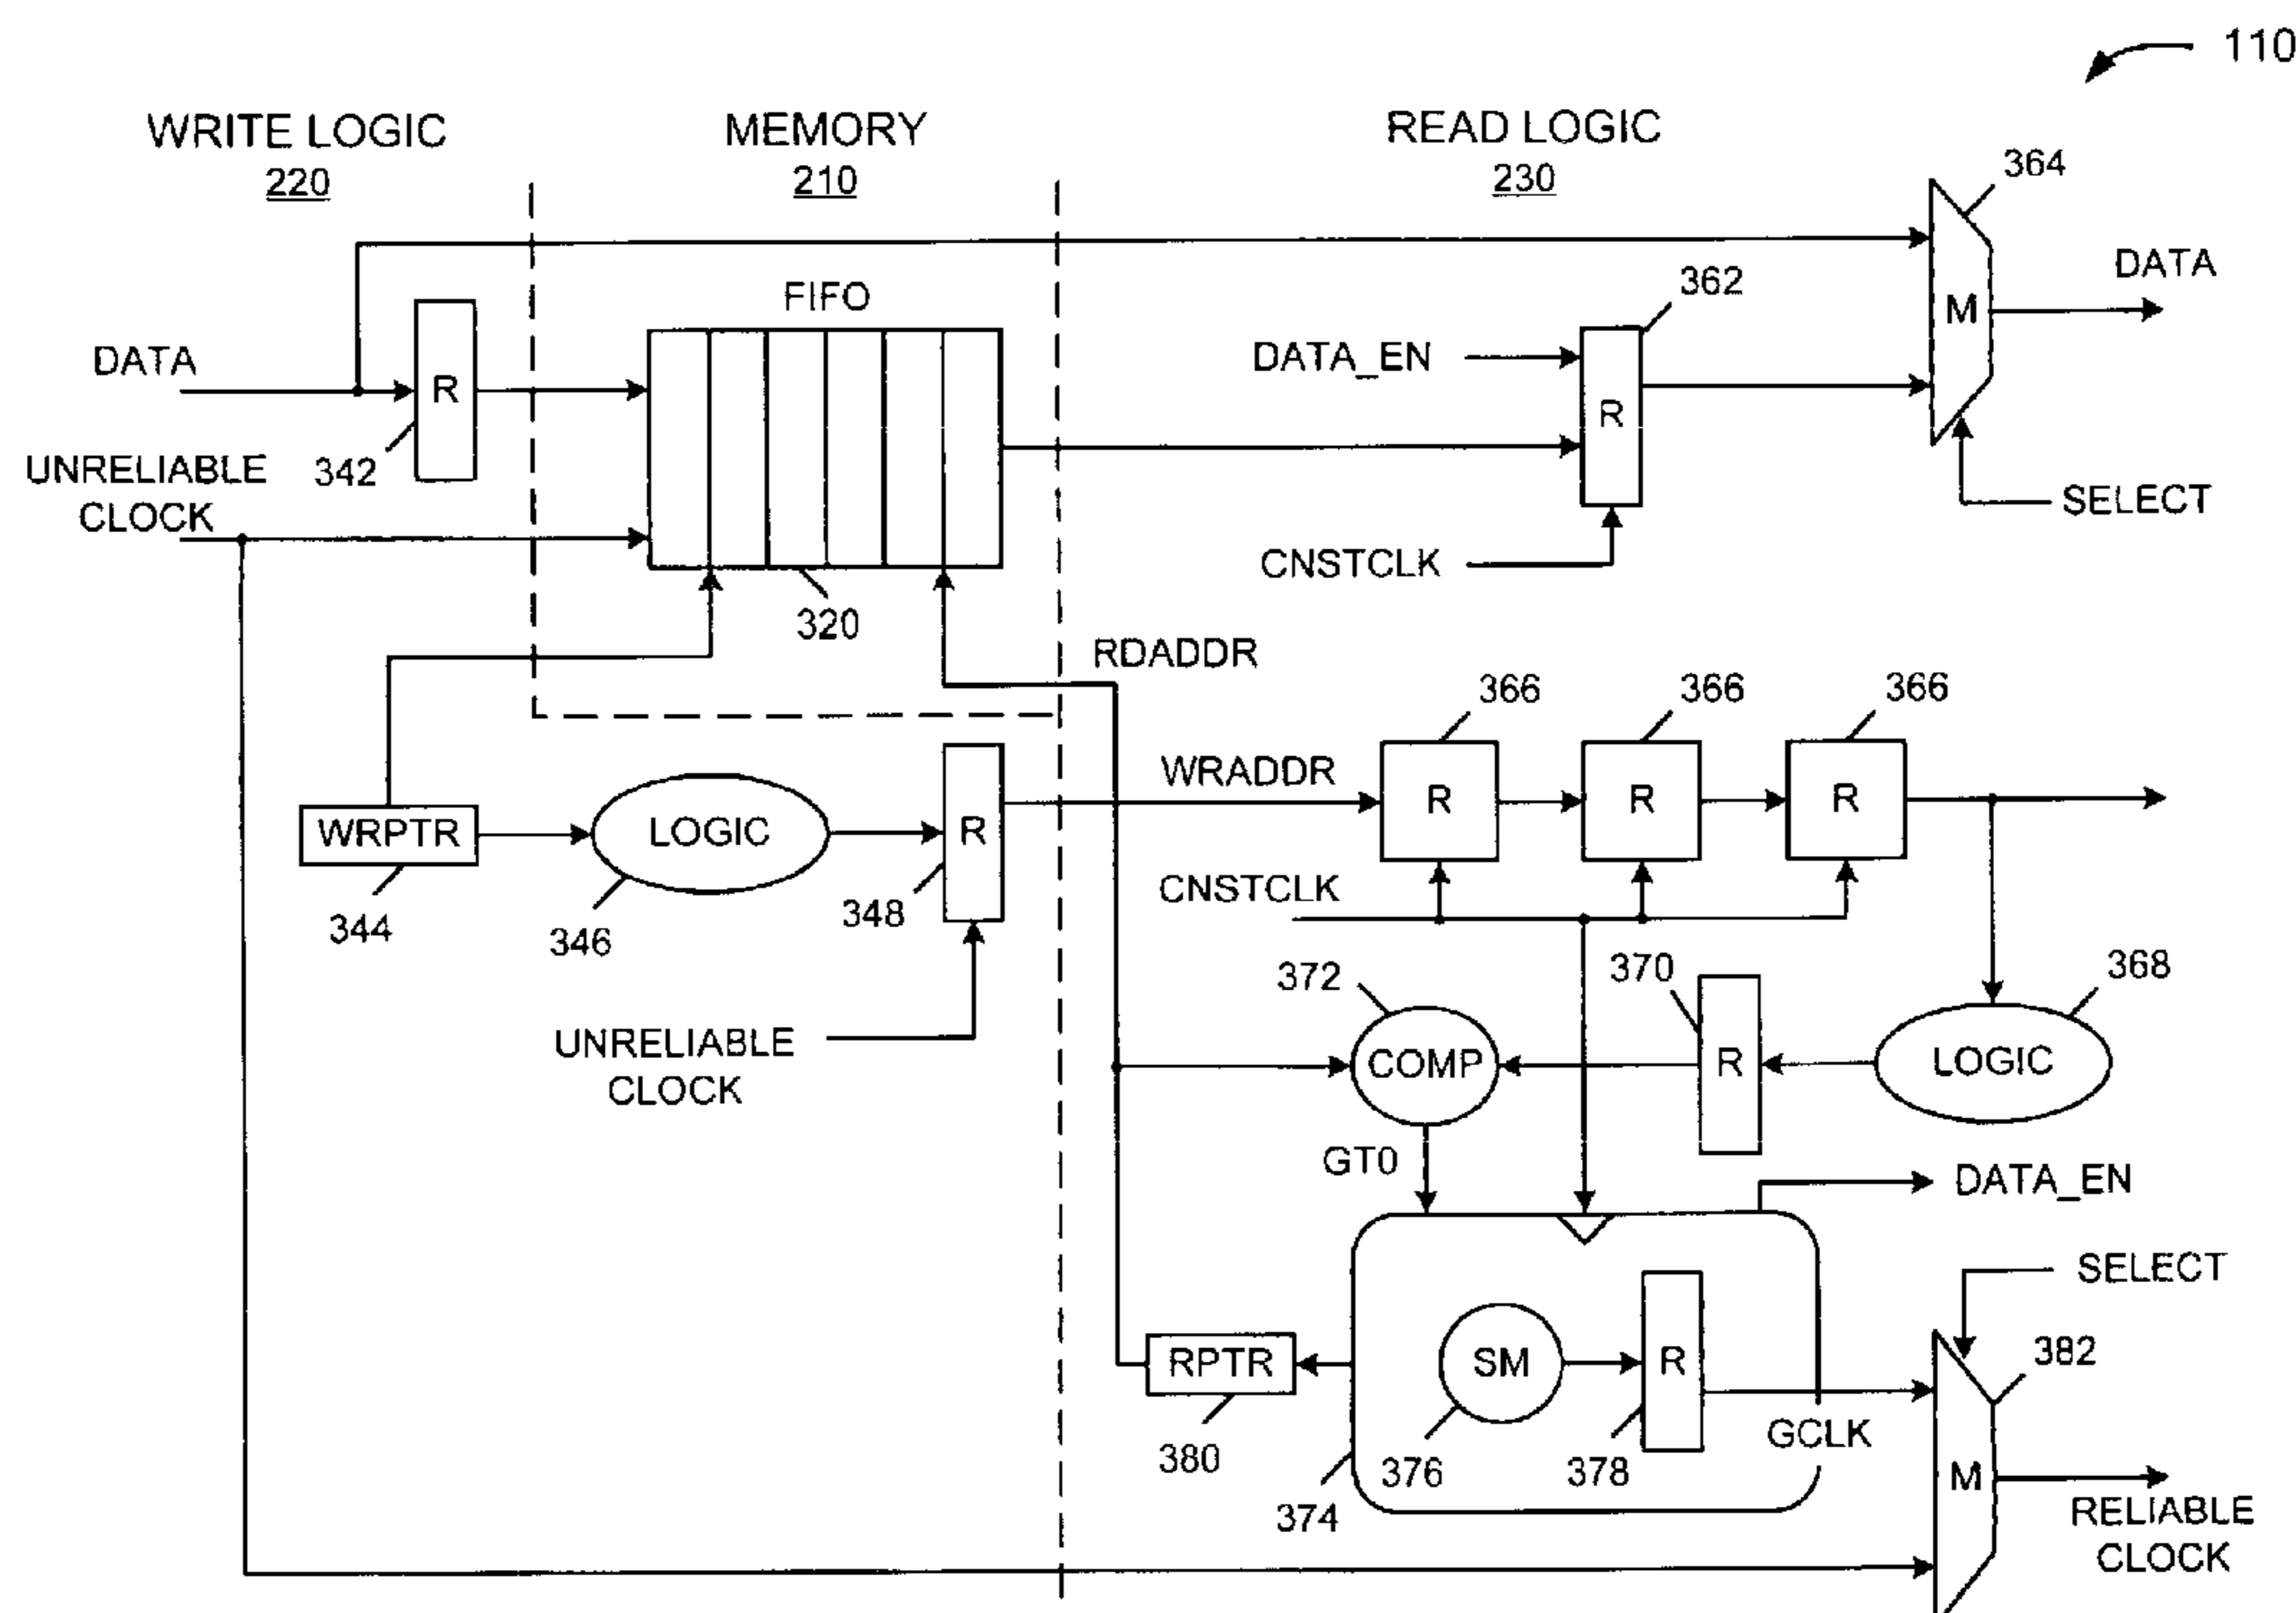 110
WRITE LOGIC
220
MEMORY
210
READ LOGIC
230
364
FIFO
362
DATA
M
DATA
R
DATA_EN
R
342
UNRELIABLE
CLOCK
SELECT
CNSTCLK
320
RDADDR
366
366
366
WRADDR
R
R
R
WRPTR
LOGIC
R
CNSTCLK
344
346
348
372
370
368
UNRELIABLE
CLOCK
COMP
R
LOGIC
GT0
DATA_EN
SELECT
382
RPTR
SM
R
380
376
378
GCLK
374
M
RELIABLE
CLOCK